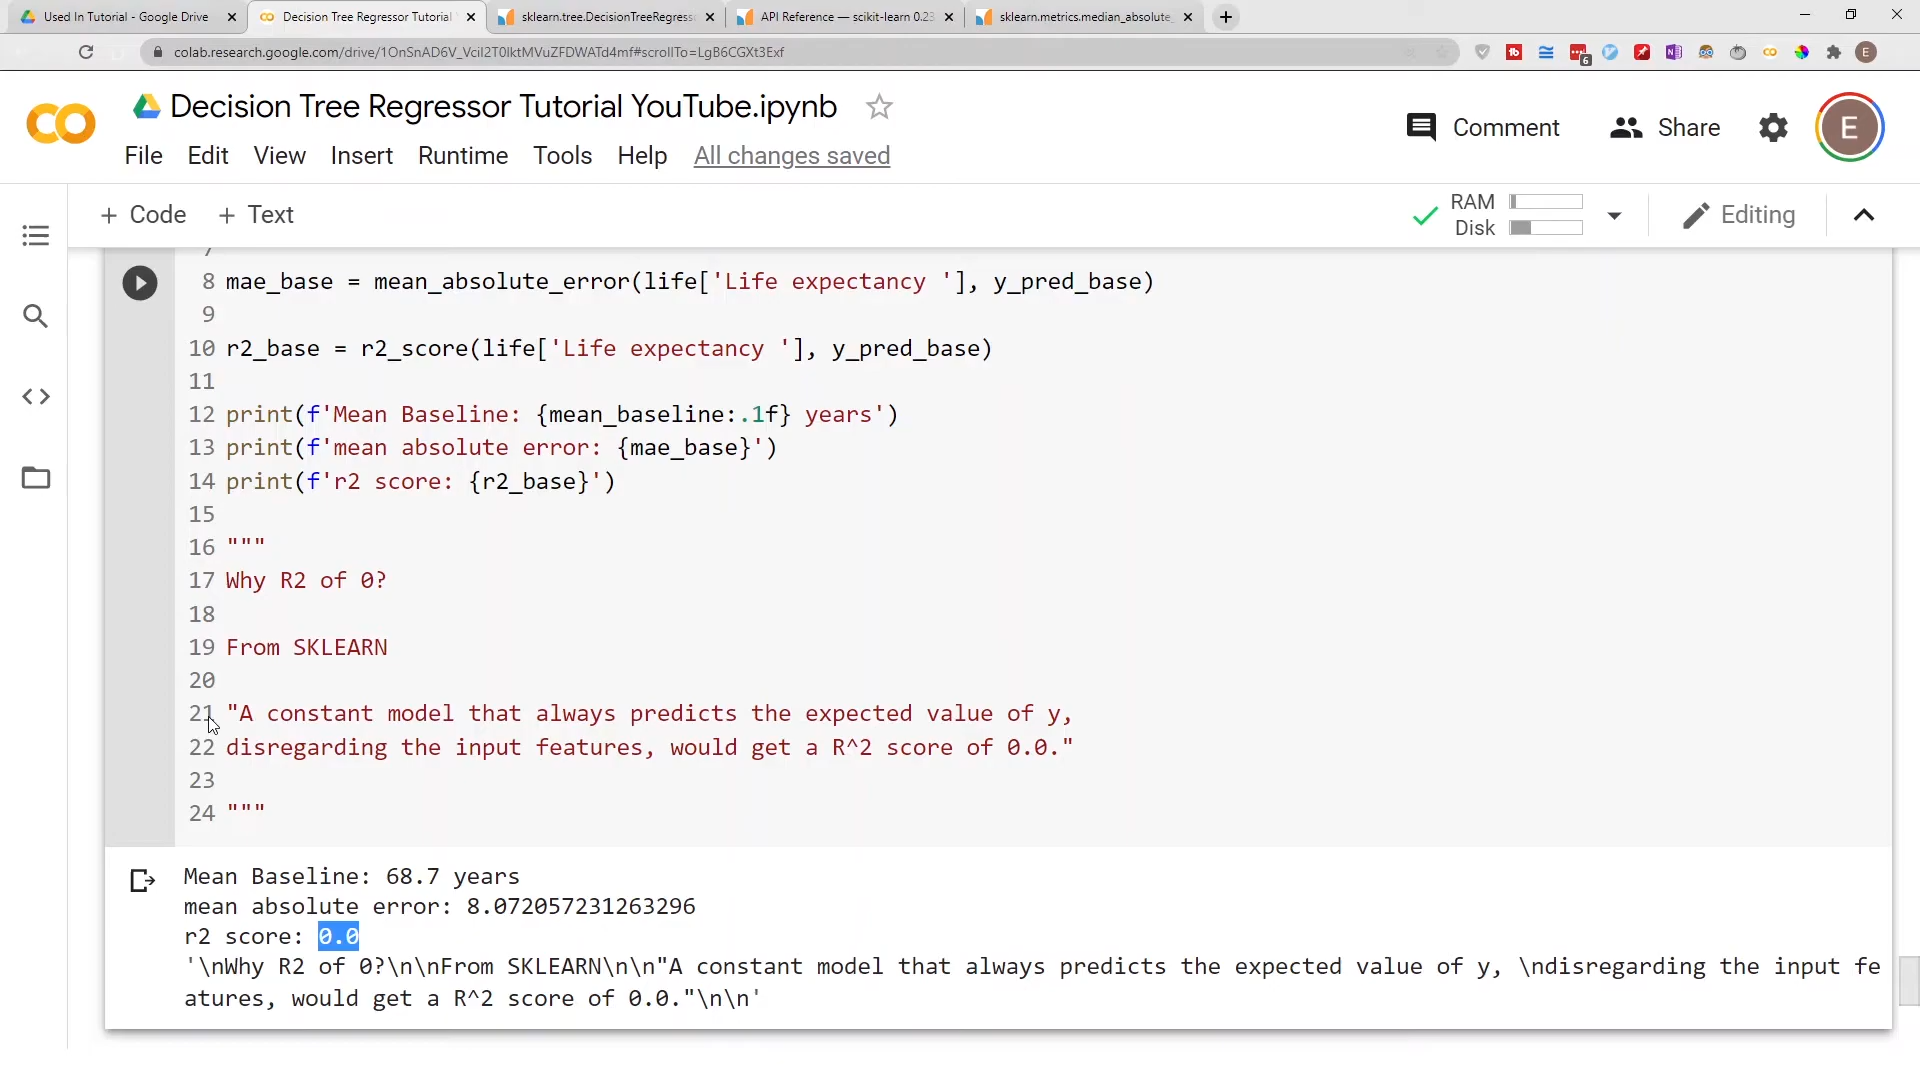 Used In Tutorial - Google Drive
Decision Tree Regressor Tutorial
sklearn.tree.DecisionTreeRegress
API Reference — scikit-learn 0.23
sklearn.metrics.median_absolute_
colab.research.google.com/drive/1OnSnAD6V_Vcil2T0IktMVuZFDWATd4mf#scrollTo=LgB6CGXt3Exf
6
E
Decision Tree Regressor Tutorial YouTube.ipynb
Comment
Share
E
File Edit View Insert Runtime Tools Help All changes saved
+ Code + Text
RAM
Disk
Editing
7
8 mae_base = mean_absolute_error(life['Life expectancy '], y_pred_base)
9
10 r2_base = r2_score(life['Life expectancy '], y_pred_base)
11
12 print(f'Mean Baseline: {mean_baseline:.1f} years')
13 print(f'mean absolute error: {mae_base}')
14 print(f'r2 score: {r2_base}')
15
16 """
17 Why R2 of 0?
18
19 From SKLEARN
20
21 "A constant model that always predicts the expected value of y,
22 disregarding the input features, would get a R^2 score of 0.0."
23
24 """
Mean Baseline: 68.7 years
mean absolute error: 8.072057231263296
r2 score: 0.0
'\nWhy R2 of 0?\n\nFrom SKLEARN\n\n"A constant model that always predicts the expected value of y, \ndisregarding the input fe
atures, would get a R^2 score of 0.0."\n\n'